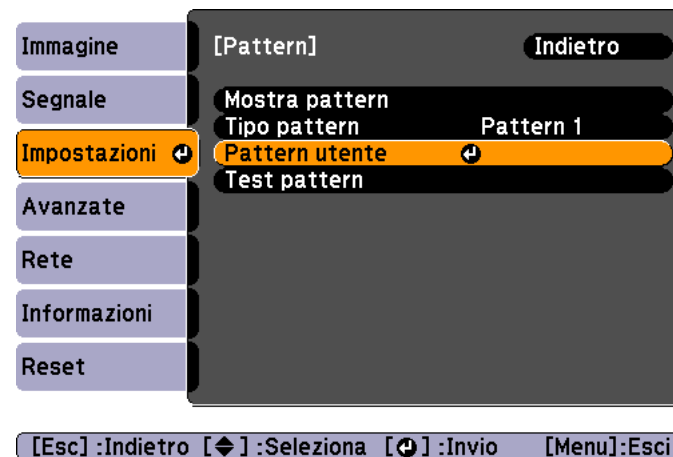 Immagine
Segnale
Impostazioni
Avanzate
Rete
Informazioni
Reset
[Pattern] Indietro
Mostra pattern
Tipo pattern Pattern 1
Pattern utente
Test pattern
[Esc] :Indietro [◆] :Seleziona [↵] :Invio [Menu]:Esci